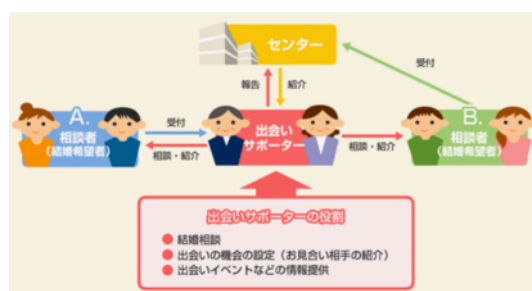 センター
受付
報告
紹介
A.
相談者
(結婚希望者)
受付
相談・紹介
出会い
サポーター
相談・紹介
B.
相談者
(結婚希望者)
出会いサポーターの役割
● 結婚相談
● 出会いの機会の設定（お見合い相手の紹介）
● 出会いイベントなどの情報提供